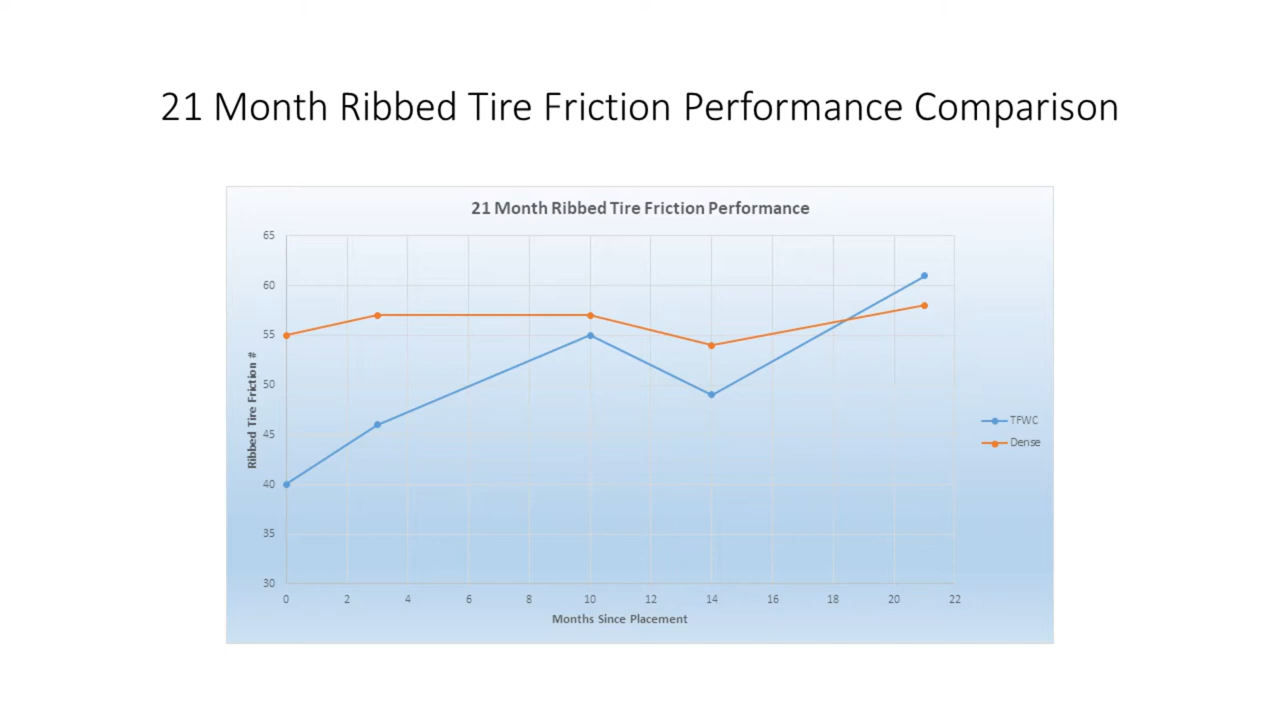 21 Month Ribbed Tire Friction Performance Comparison
21 Month Ribbed Tire Friction Performance
65
60
55
50
45
40
35
30
Ribbed Tire Friction #
0 2 4 6 8 10 12 14 16 18 20 22
Months Since Placement
TFWC
Dense